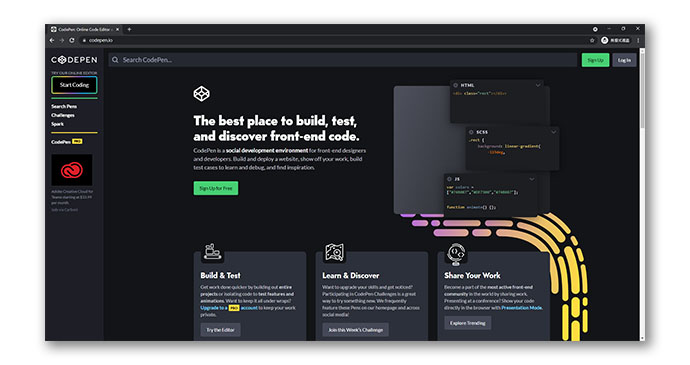 CodePen: Online Code Editor
codepen.io
CODEPEN
Search CodePen...
Sign Up
Log In
TRY OUR ONLINE EDITOR
Start Coding
Search Pens
Challenges
Spark
CodePen PRO
Adobe Creative Cloud for
Teams starting at $33.99
per month.
The best place to build, test,
and discover front-end code.
CodePen is a social development environment for front-end designers
and developers. Build and deploy a website, show off your work, build
test cases to learn and debug, and find inspiration.
Sign Up for Free
HTML
<div class="rect"></div>
SCSS
.rect {
background: linear-gradient(
-119deg,
JS
var colors =
function animate() {};
Build & Test
Get work done quicker by building out entire
projects or isolating code to test features and
animations. Want to keep it all under wraps?
Upgrade to a PRO account to keep your work
private.
Try the Editor
Learn & Discover
Want to upgrade your skills and get noticed?
Participating in CodePen Challenges is a great
way to try something new. We frequently
feature these Pens on our homepage and across
social media!
Join this Week's Challenge
Share Your Work
Become a part of the most active front-end
community in the world by sharing work.
Presenting at a conference? Show your code
directly in the browser with Presentation Mode.
Explore Trending